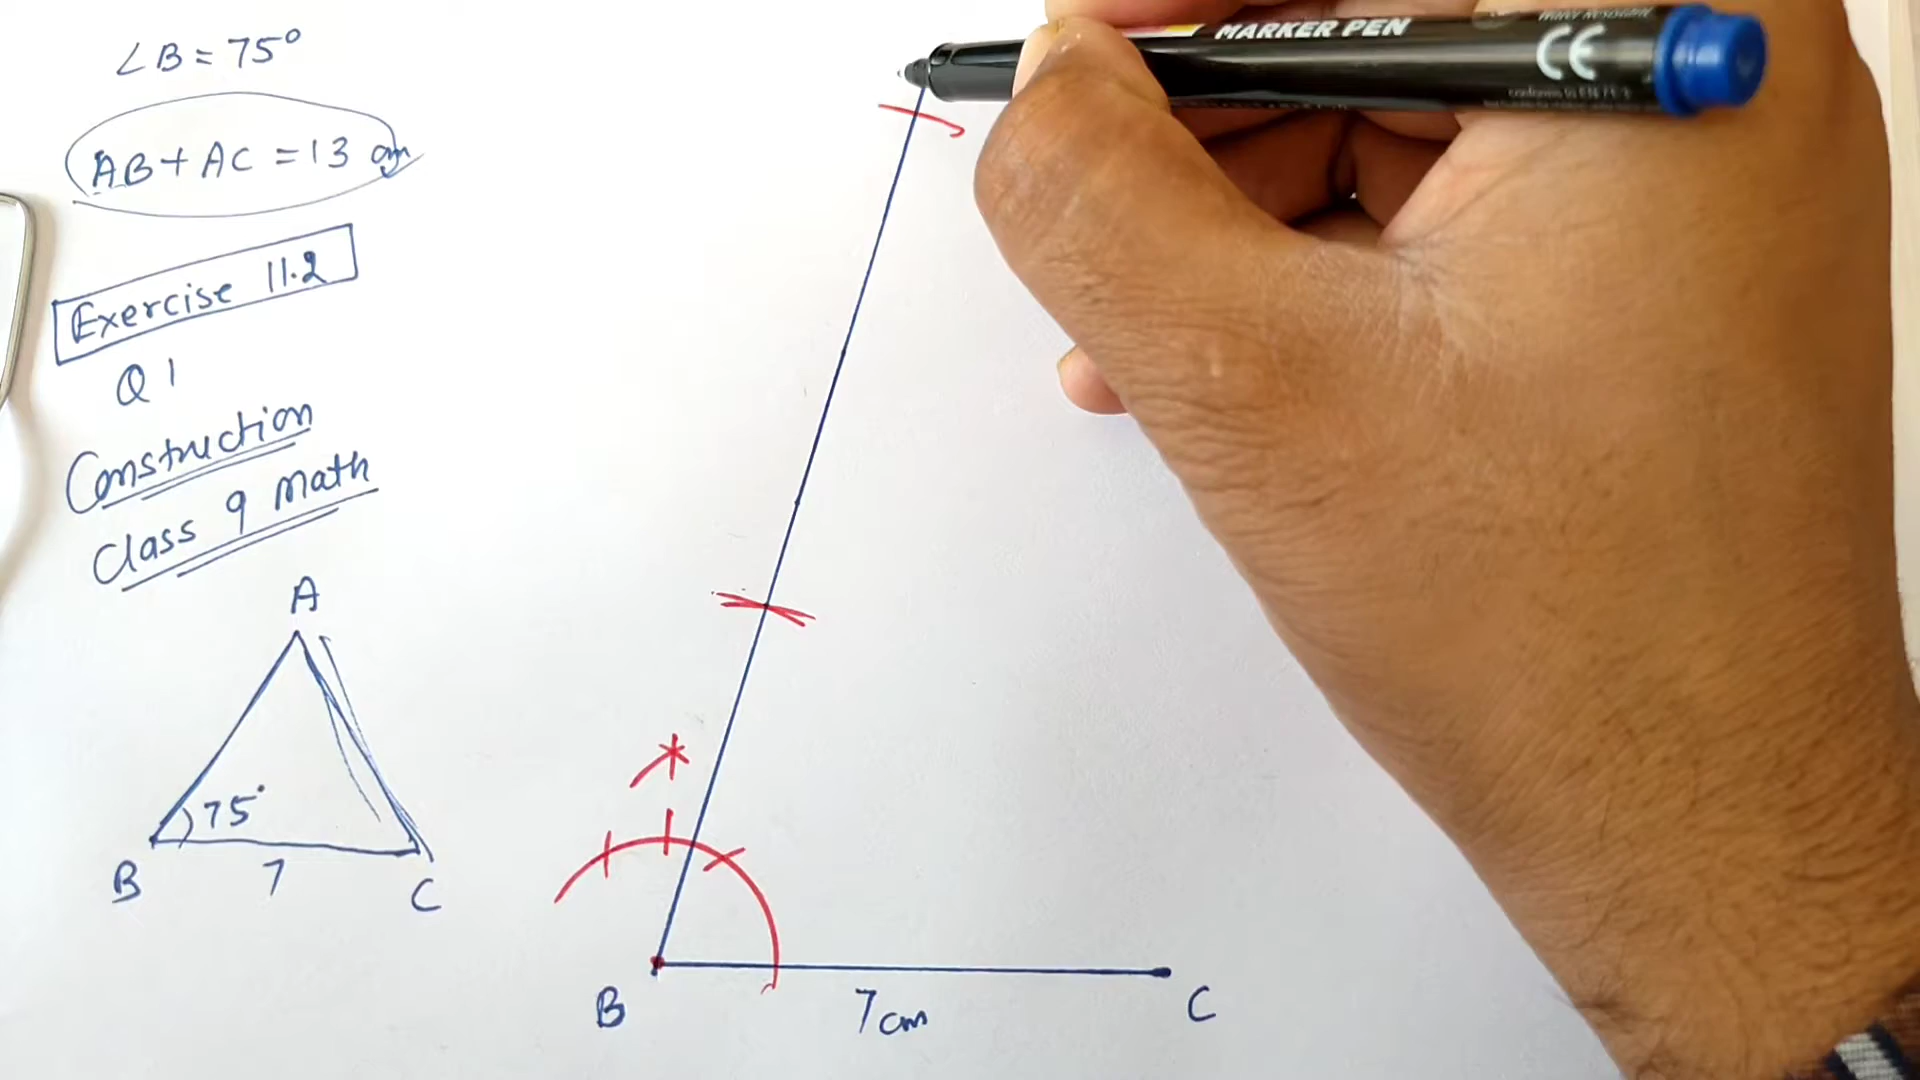 ∠B = 75°
AB + AC = 13 cm
Exercise 11.2
Q 1
Construction
Class 9 Math
A
75°
B
7
C
B
7cm
C
MARKER PEN
CE